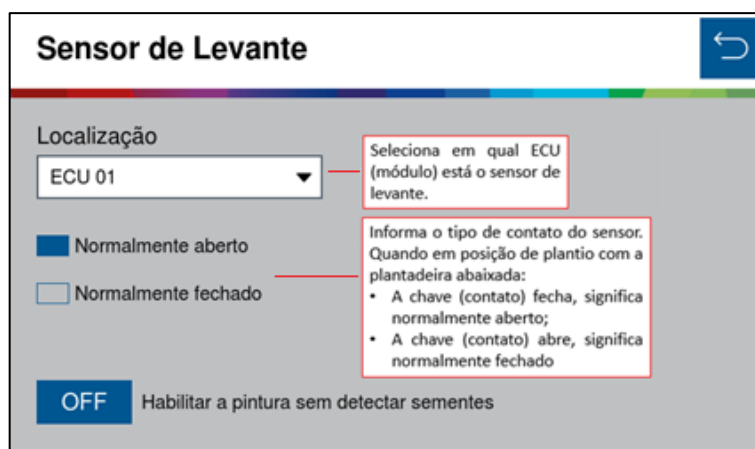 Sensor de Levante
Localização
ECU 01
Seleciona em qual ECU
(módulo) está o sensor de
levante.
Normalmente aberto
Normalmente fechado
Informa o tipo de contato do sensor.
Quando em posição de plantio com a
plantadeira abaixada:
• A chave (contato) fecha, significa
normalmente aberto;
• A chave (contato) abre, significa
normalmente fechado
OFF Habilitar a pintura sem detectar sementes